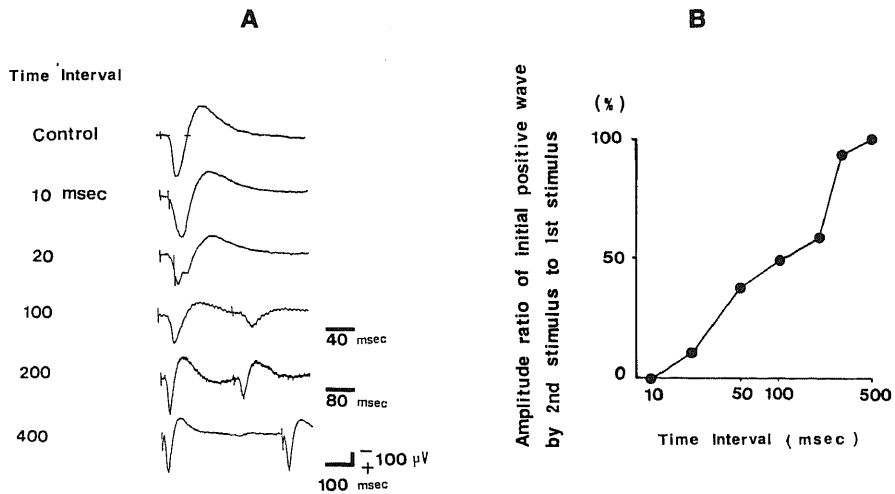 A
Time Interval
Control
10 msec
20
100
200
400
40 msec
80 msec
− + 100 μV
100 msec
B
Amplitude ratio of initial positive wave
by 2nd stimulus to 1st stimulus
(%)
100
50
0
10 50 100 500
Time Interval (msec)